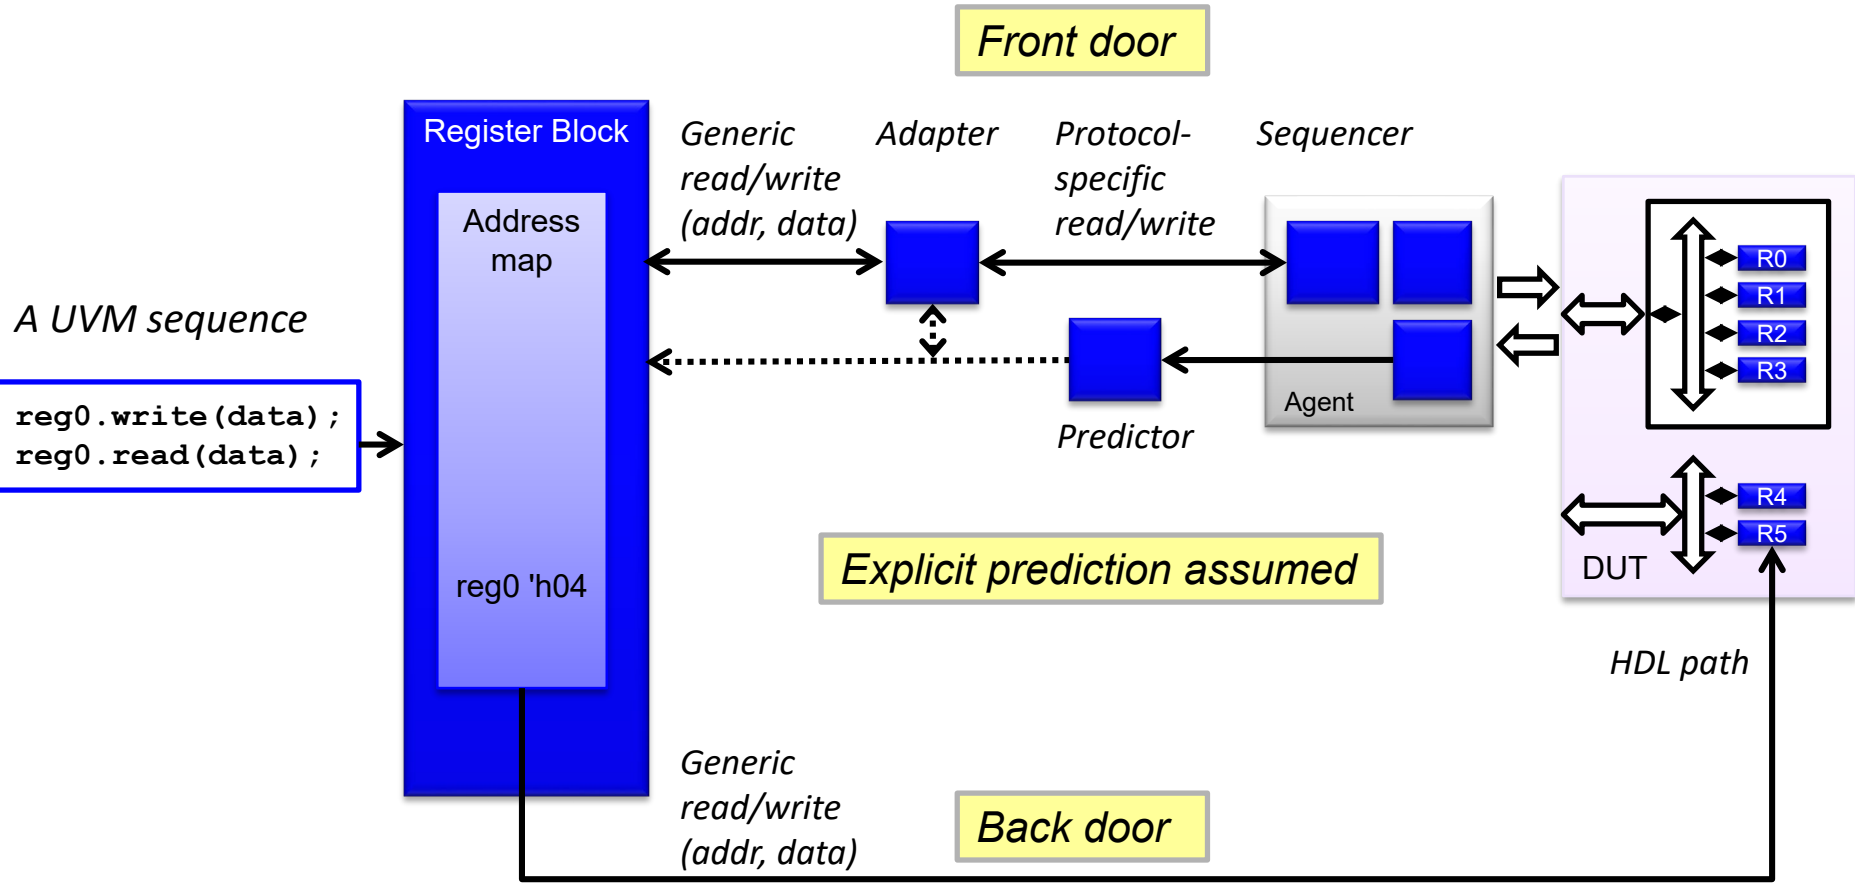 Front door
Register Block
Generic
read/write
(addr, data)
Adapter
Protocol-
specific
read/write
Sequencer
Address
map
A UVM sequence
reg0.write(data);
reg0.read(data);
R0
R1
R2
R3
Agent
Predictor
R4
R5
DUT
Explicit prediction assumed
reg0 'h04
HDL path
Generic
read/write
(addr, data)
Back door